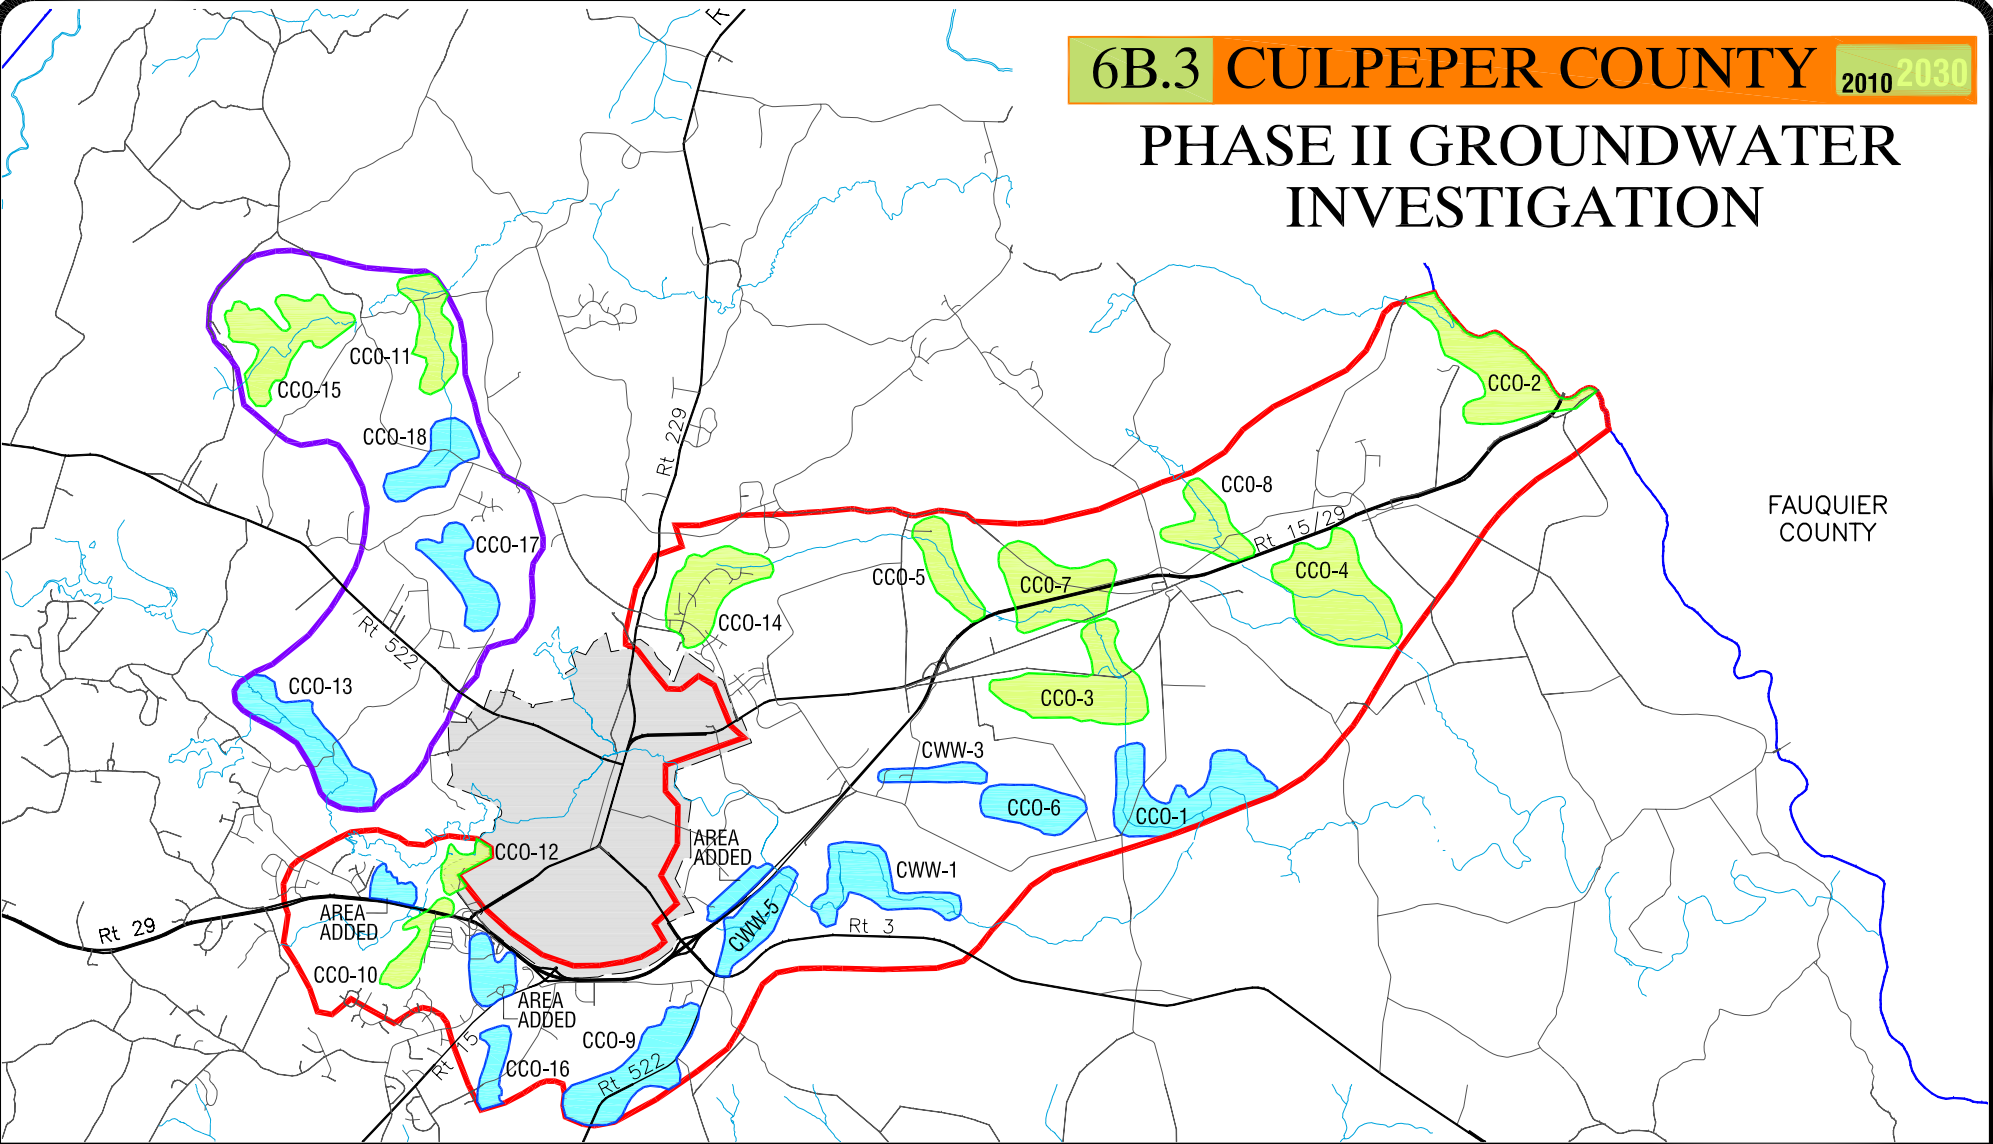 R
6B.3 CULPEPER COUNTY 2010 2030
PHASE II GROUNDWATER
INVESTIGATION
CCO-11
CCO-15
CCO-2
CCO-18
Rt 229
CCO-8
FAUQUIER
COUNTY
Rt 15/29
CCO-17
CCO-5
CCO-7
CCO-4
CCO-14
Rt 522
CCO-13
CCO-3
CWW-3
CCO-6
CCO-1
CCO-12
AREA
ADDED
CWW-1
AREA
ADDED
CWW-5
Rt 3
Rt 29
CCO-10
AREA
ADDED
CCO-9
Rt 15
CCO-16
Rt 522